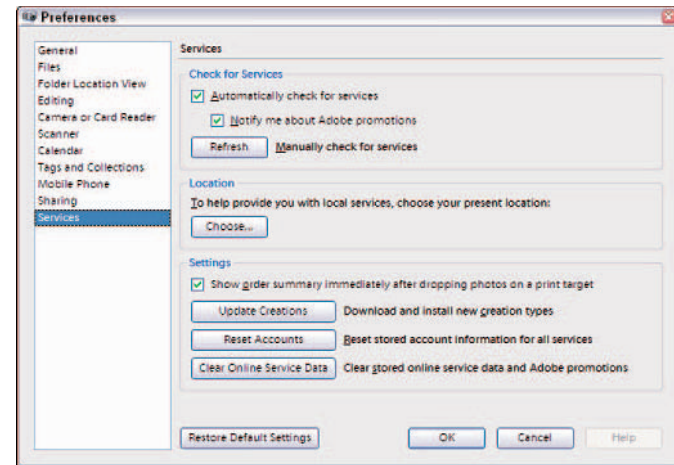 Preferences
General
Files
Folder Location View
Editing
Camera or Card Reader
Scanner
Calendar
Tags and Collections
Mobile Phone
Sharing
Services
Services
Check for Services
Automatically check for services
Notify me about Adobe promotions
Refresh Manually check for services
Location
To help provide you with local services, choose your present location:
Choose...
Settings
Show order summary immediately after dropping photos on a print target
Update Creations Download and install new creation types
Reset Accounts Reset stored account information for all services
Clear Online Service Data Clear stored online service data and Adobe promotions
Restore Default Settings OK Cancel Help